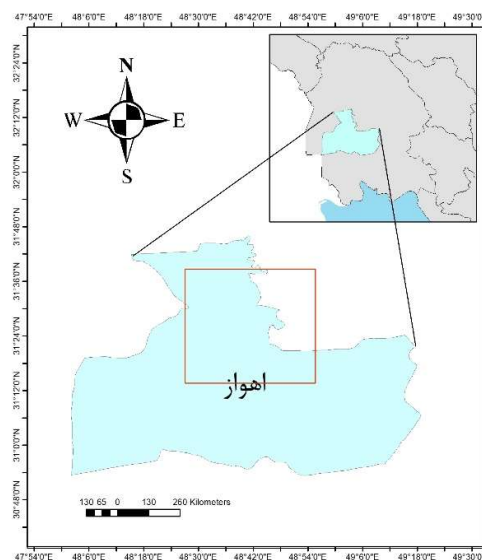 47°54'0"E 48°6'0"E 48°18'0"E 48°30'0"E 48°42'0"E 48°54'0"E 49°6'0"E 49°18'0"E 49°30'0"E
32°24'0"N
32°12'0"N
32°0'0"N
31°48'0"N
31°36'0"N
31°24'0"N
31°12'0"N
31°0'0"N
30°48'0"N
N
W E
S
اهواز
130 65 0 130 260 Kilometers
47°54'0"E 48°6'0"E 48°18'0"E 48°30'0"E 48°42'0"E 48°54'0"E 49°6'0"E 49°18'0"E 49°30'0"E